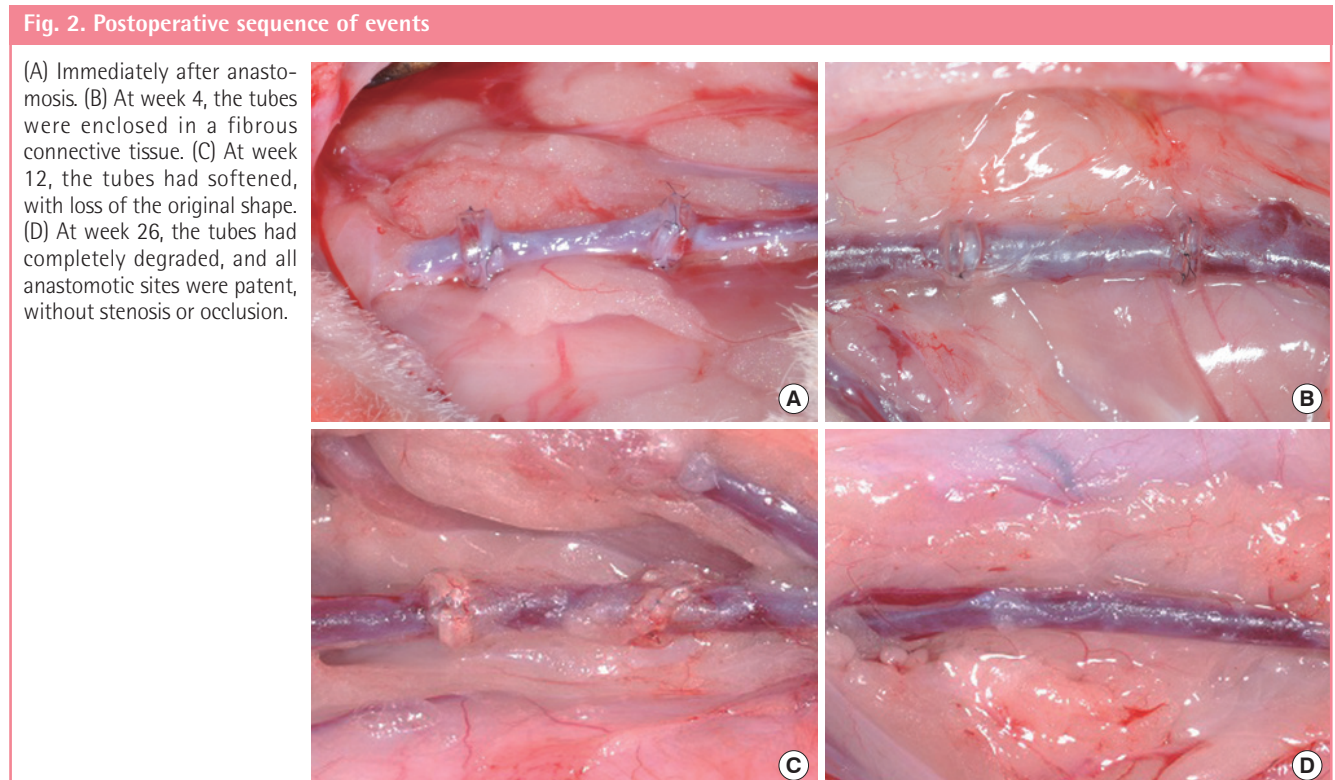 Fig. 2. Postoperative sequence of events
(A) Immediately after anasto-
mosis. (B) At week 4, the tubes
were enclosed in a fibrous
connective tissue. (C) At week
12, the tubes had softened,
with loss of the original shape.
(D) At week 26, the tubes had
completely degraded, and all
anastomotic sites were patent,
without stenosis or occlusion.
A
B
C
D